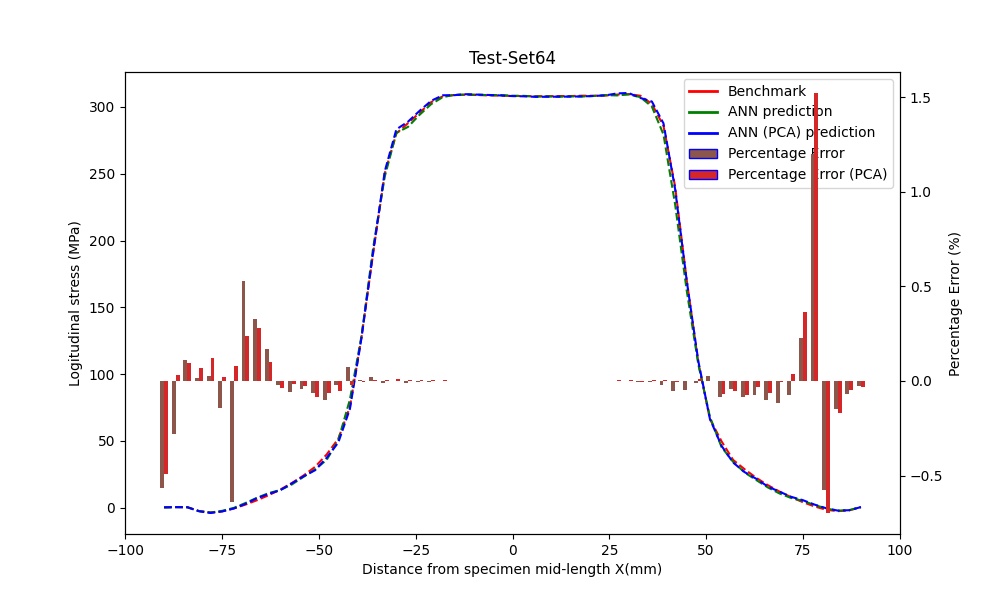 Test-Set64
Benchmark
ANN prediction
ANN (PCA) prediction
Percentage Error
Percentage Error (PCA)
300
250
200
150
100
50
0
Logitudinal stress (MPa)
1.5
1.0
0.5
0.0
−0.5
Percentage Error (%)
−100 −75 −50 −25 0 25 50 75 100
Distance from specimen mid-length X(mm)